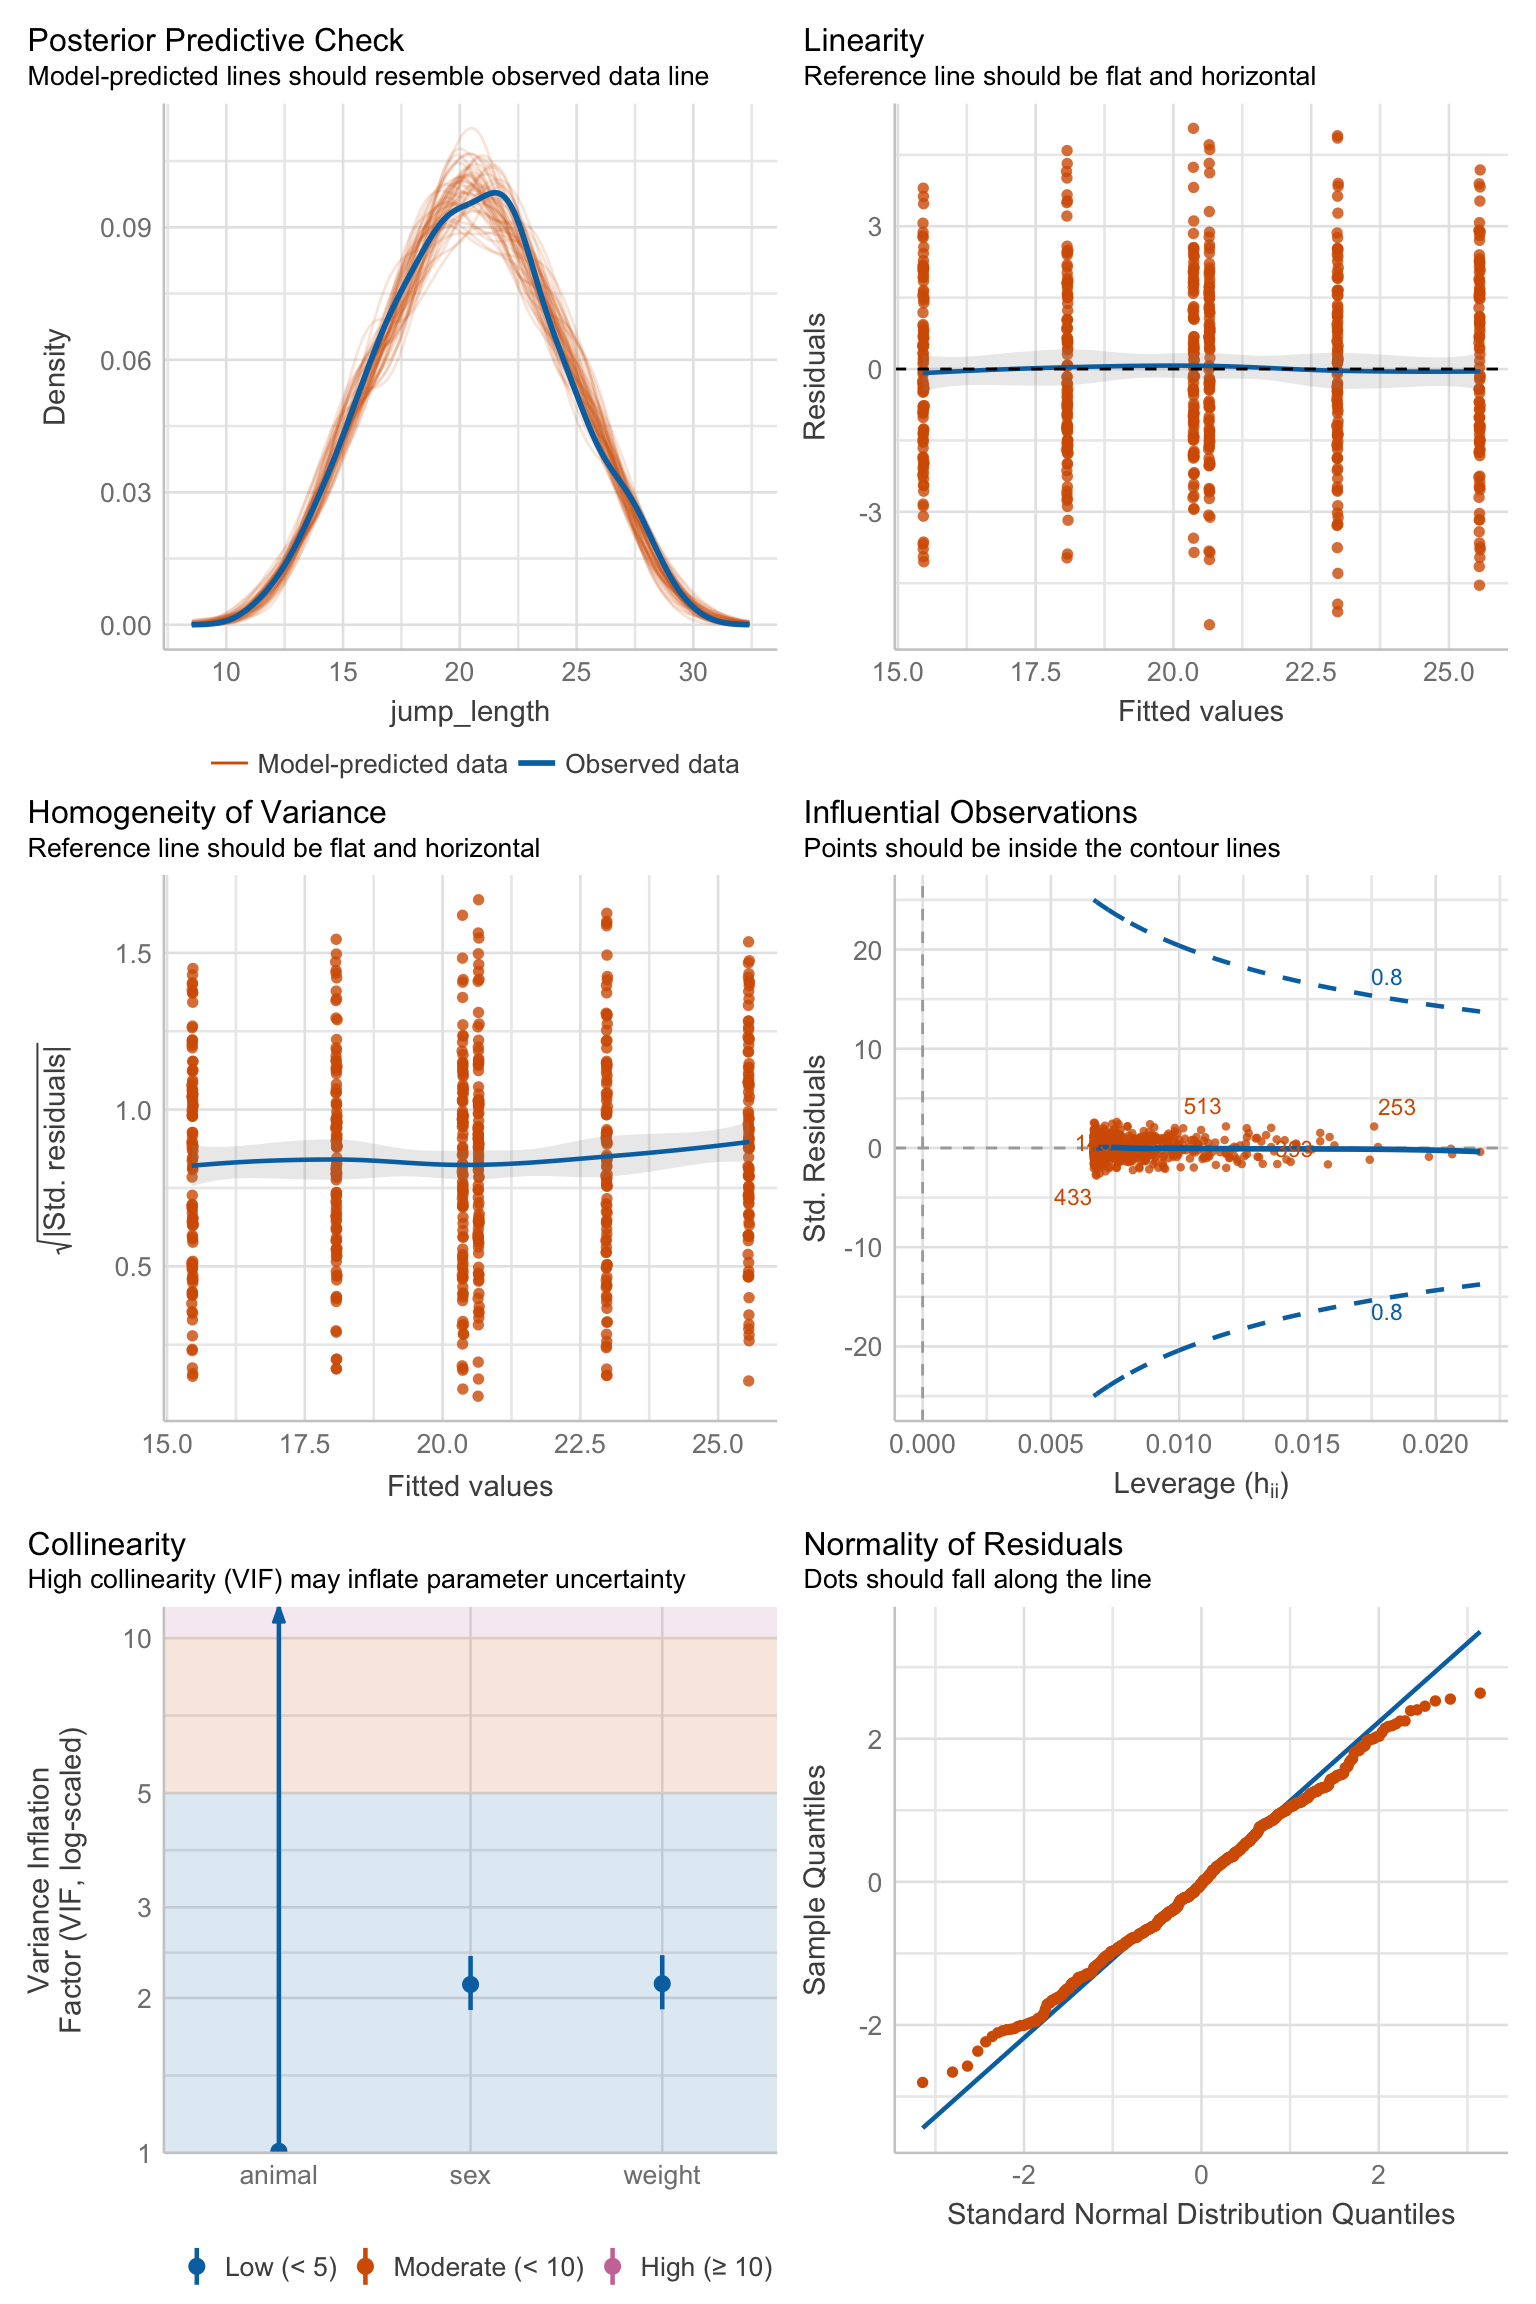 Posterior Predictive Check
Model-predicted lines should resemble observed data line
Density
0.09
0.06
0.03
0.00
10 15 20 25 30
jump_length
Model-predicted data Observed data
Linearity
Reference line should be flat and horizontal
Residuals
3
0
-3
15.0 17.5 20.0 22.5 25.0
Fitted values
Homogeneity of Variance
Reference line should be flat and horizontal
√|Std. residuals|
1.5
1.0
0.5
15.0 17.5 20.0 22.5 25.0
Fitted values
Influential Observations
Points should be inside the contour lines
Std. Residuals
20
10
0
-10
-20
0.8
513
253
433
0.8
0.000 0.005 0.010 0.015 0.020
Leverage (hii)
Collinearity
High collinearity (VIF) may inflate parameter uncertainty
Variance Inflation
Factor (VIF, log-scaled)
10
5
3
2
1
animal sex weight
Low (< 5) Moderate (< 10) High (≥ 10)
Normality of Residuals
Dots should fall along the line
Sample Quantiles
2
0
-2
-2 0 2
Standard Normal Distribution Quantiles